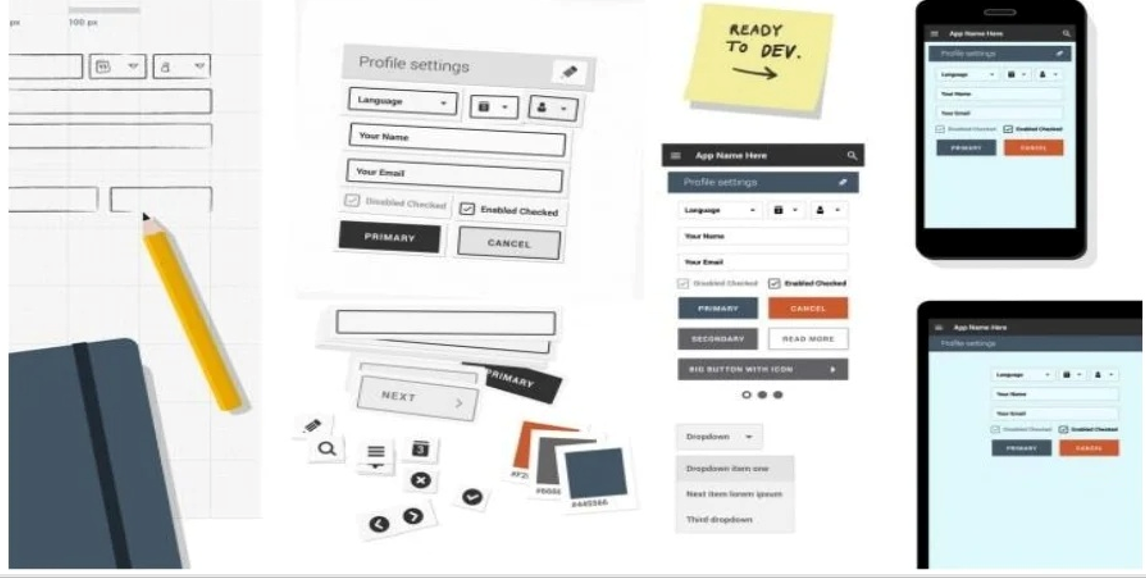 px
100 px
Profile settings
Language
Your Name
Your Email
Disabled Checked
Enabled Checked
PRIMARY
CANCEL
PRIMARY
NEXT
3
#445566
READY
TO DEV.
App Name Here
Profile settings
Language
Your Name
Your Email
Disabled Checked
Enabled Checked
PRIMARY
CANCEL
SECONDARY
READ MORE
BIG BUTTON WITH ICON
Dropdown
Dropdown item one
Next item lorem ipsum
Third dropdown
App Name Here
Profile settings
Language
Your Name
Your Email
Disabled Checked
Enabled Checked
PRIMARY
CANCEL
App Name Here
Profile settings
Language
Your Name
Your Email
Disabled Checked
Enabled Checked
PRIMARY
CANCEL